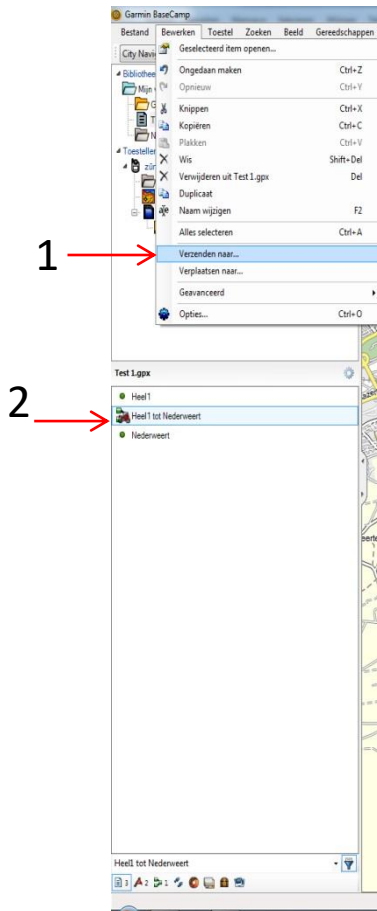 Garmin BaseCamp
Bestand Bewerken Toestel Zoeken Beeld Gereedschappen
City Navi
Geselecteerd item openen...
Bibliothee
Ongedaan maken Ctrl+Z
Mijn
Opnieuw Ctrl+Y
Knippen Ctrl+X
G
Kopiëren Ctrl+C
T
Plakken Ctrl+V
N
Wis Shift+Del
Toestellen
Verwijderen uit Test 1.gpx Del
Duplicaat
Naam wijzigen F2
Alles selecteren Ctrl+A
1
Verzenden naar...
Verplaatsen naar...
Geavanceerd
Opties... Ctrl+O
Test 1.gpx
Heel1
2
Heel1 tot Nederweert
Nederweert
Heel1 tot Nederweert
3 2 1